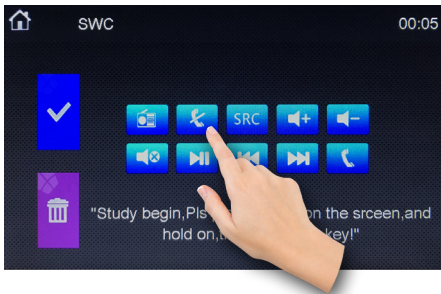 SWC
00:05
SRC
"Study begin,Pls on the srceen,and
hold on, key!"